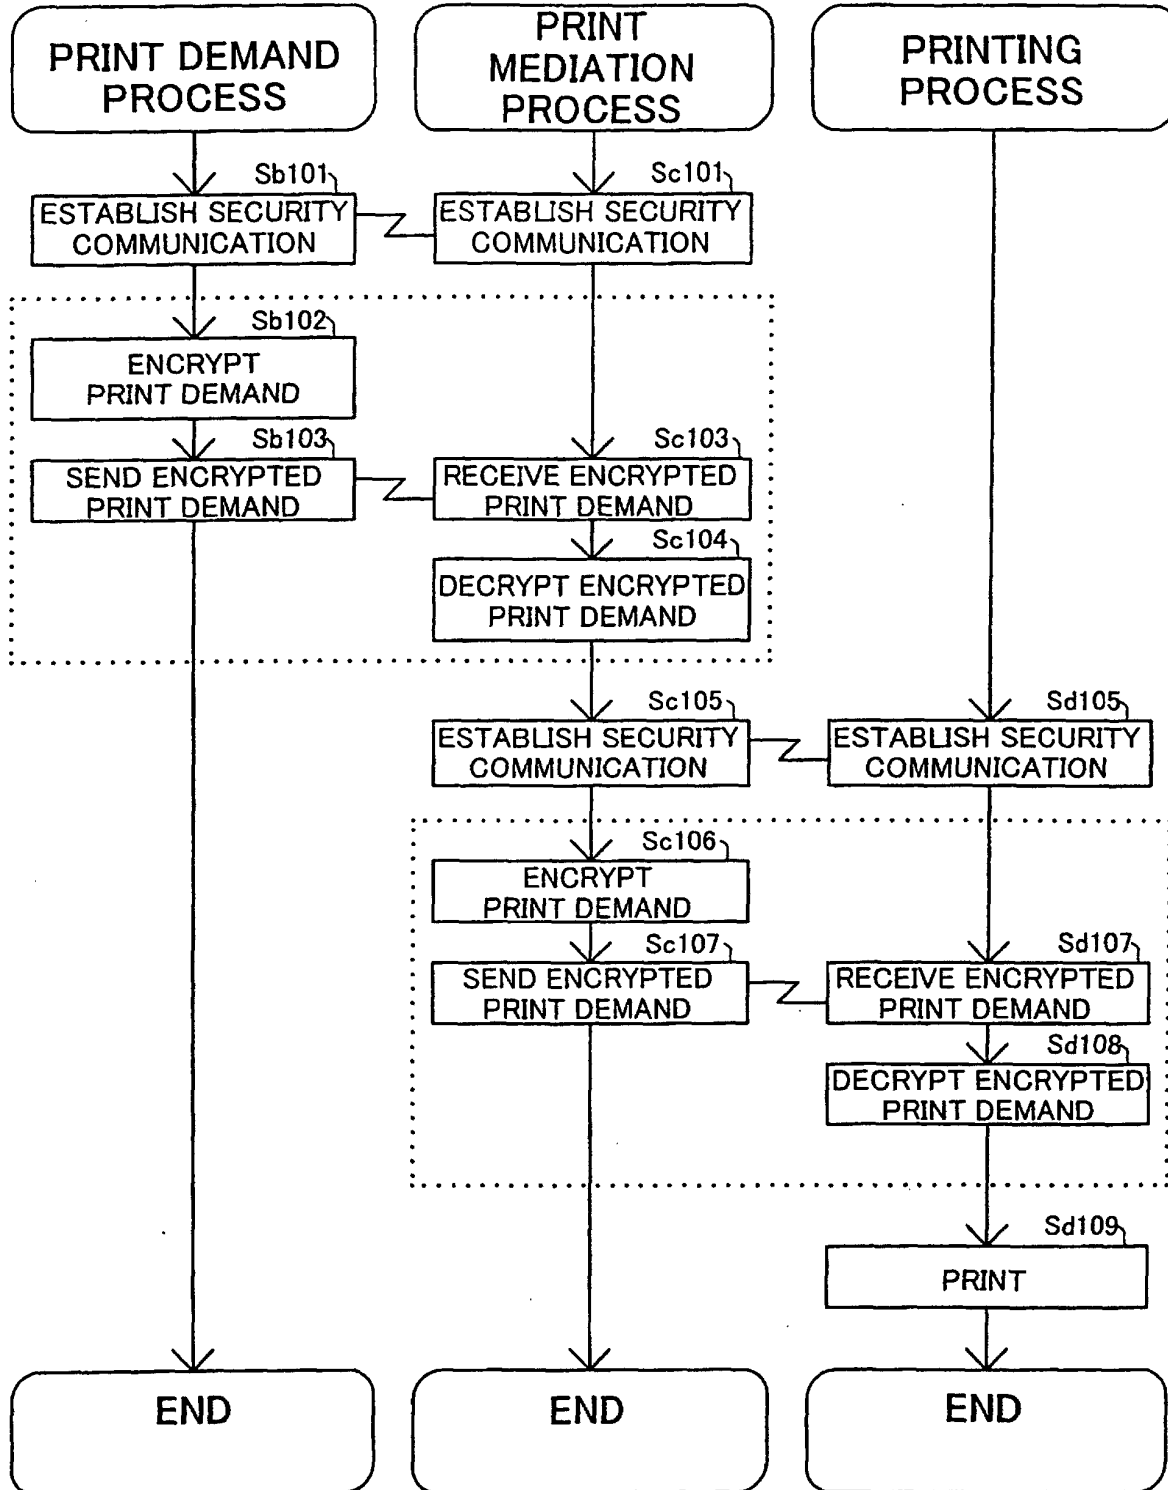 PRINT DEMAND
PROCESS
PRINT
MEDIATION
PROCESS
PRINTING
PROCESS
Sb101
ESTABLISH SECURITY
COMMUNICATION
Sc101
ESTABLISH SECURITY
COMMUNICATION
Sb102
ENCRYPT
PRINT DEMAND
Sb103
SEND ENCRYPTED
PRINT DEMAND
Sc103
RECEIVE ENCRYPTED
PRINT DEMAND
Sc104
DECRYPT ENCRYPTED
PRINT DEMAND
Sc105
ESTABLISH SECURITY
COMMUNICATION
Sd105
ESTABLISH SECURITY
COMMUNICATION
Sc106
ENCRYPT
PRINT DEMAND
Sc107
SEND ENCRYPTED
PRINT DEMAND
Sd107
RECEIVE ENCRYPTED
PRINT DEMAND
Sd108
DECRYPT ENCRYPTED
PRINT DEMAND
Sd109
PRINT
END
END
END